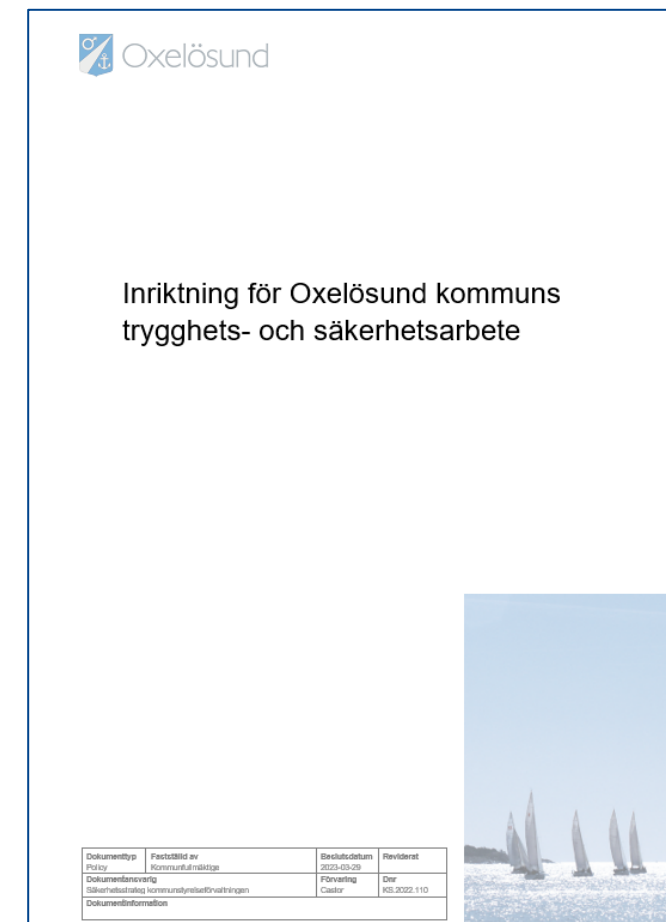 Oxelösund
Inriktning för Oxelösund kommuns
trygghets- och säkerhetsarbete
Dokumenttyp Fastställd av Beslutsdatum Reviderat
Policy Kommunfullmäktige 2023-03-29
Dokumentansvarig Förvaring Dnr
Säkerhetsstrateg kommunstyrelseförvaltningen Castor KS.2022.110
Dokumentinformation